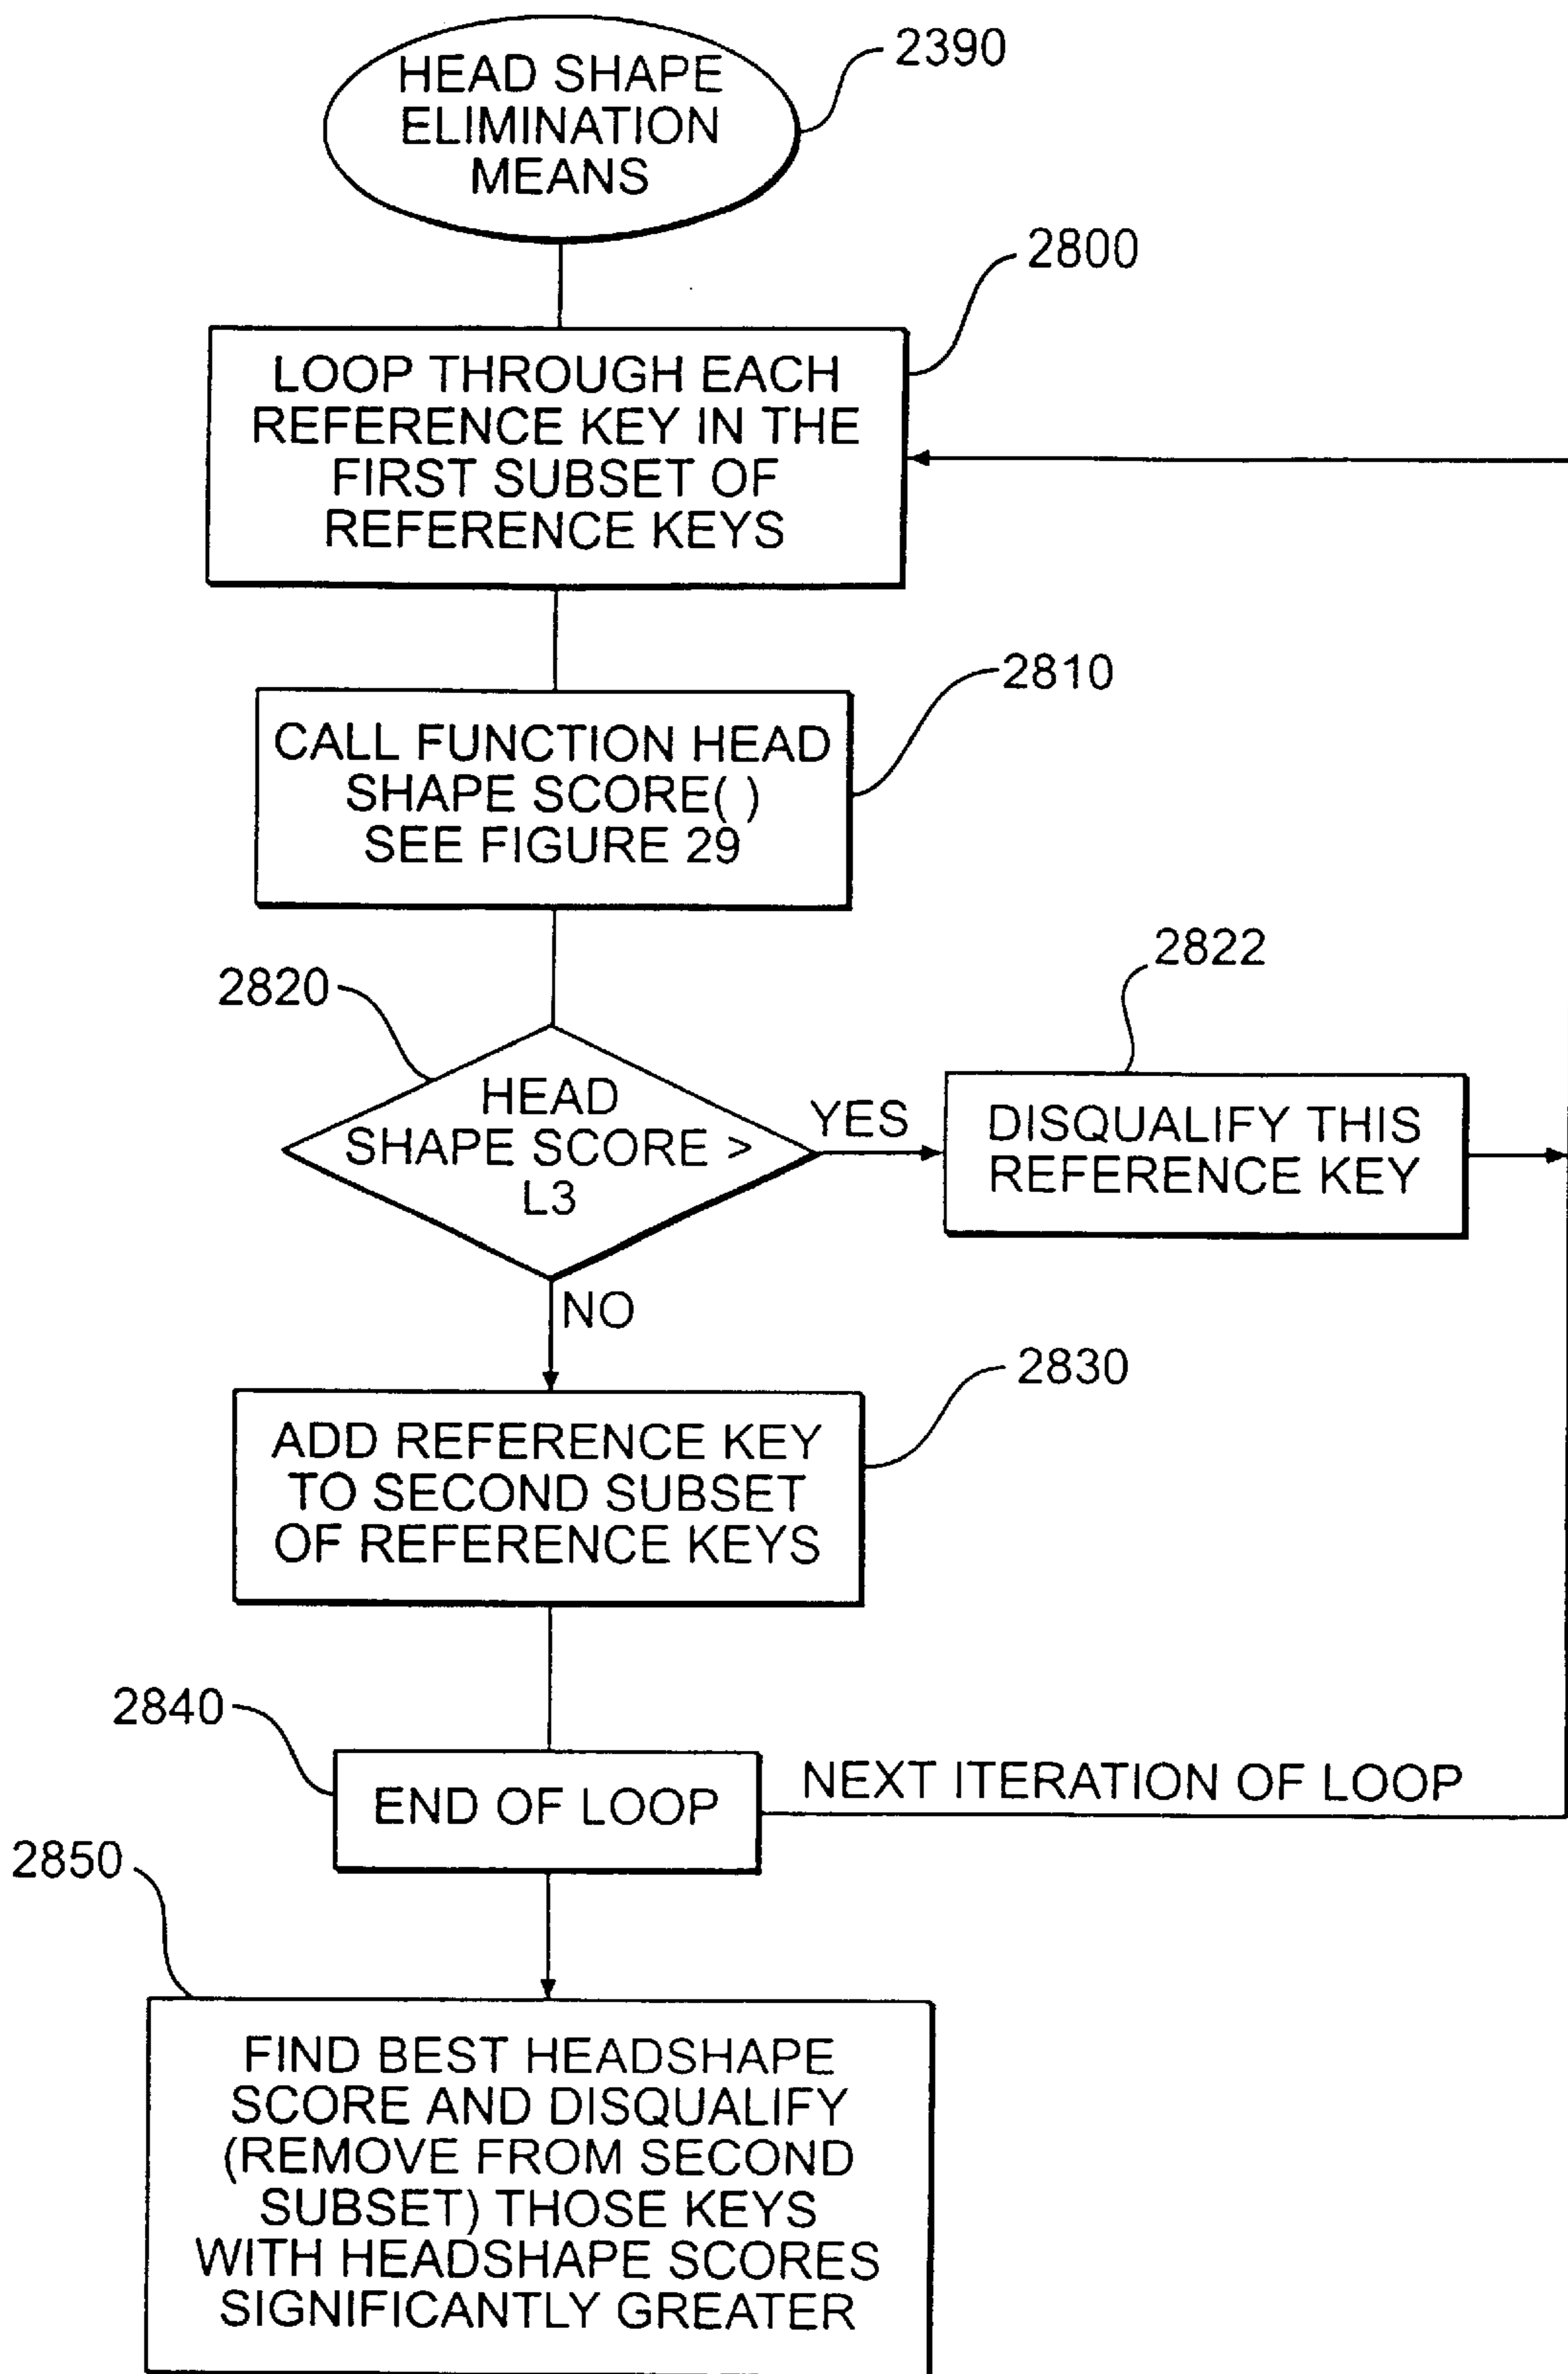 HEAD SHAPE
ELIMINATION
MEANS
2390
2800
LOOP THROUGH EACH
REFERENCE KEY IN THE
FIRST SUBSET OF
REFERENCE KEYS
2810
CALL FUNCTION HEAD
SHAPE SCORE( )
SEE FIGURE 29
2820
HEAD
SHAPE SCORE >
L3
YES
2822
DISQUALIFY THIS
REFERENCE KEY
NO
2830
ADD REFERENCE KEY
TO SECOND SUBSET
OF REFERENCE KEYS
2840
END OF LOOP
NEXT ITERATION OF LOOP
2850
FIND BEST HEADSHAPE
SCORE AND DISQUALIFY
(REMOVE FROM SECOND
SUBSET) THOSE KEYS
WITH HEADSHAPE SCORES
SIGNIFICANTLY GREATER